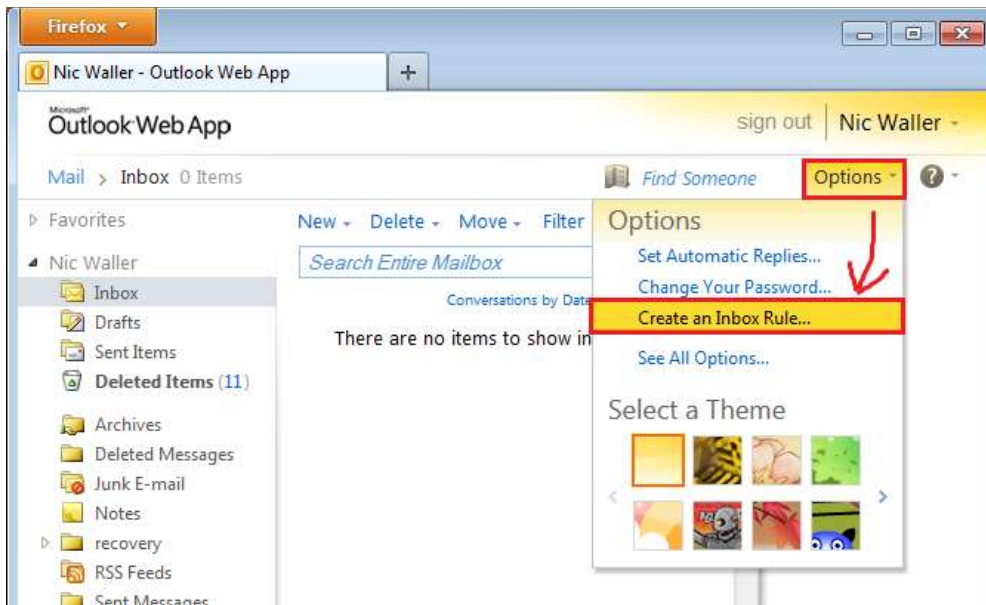 Firefox
Nic Waller - Outlook Web App
Microsoft
Outlook Web App
sign out Nic Waller
Mail > Inbox 0 Items Find Someone Options
Favorites
New Delete Move Filter
Options
Nic Waller
Search Entire Mailbox
Set Automatic Replies...
Inbox
Conversations by Date
Change Your Password...
Drafts
There are no items to show in
Create an Inbox Rule...
Sent Items
See All Options...
Deleted Items (11)
Select a Theme
Archives
Deleted Messages
Junk E-mail
Notes
recovery
RSS Feeds
Sent Messages